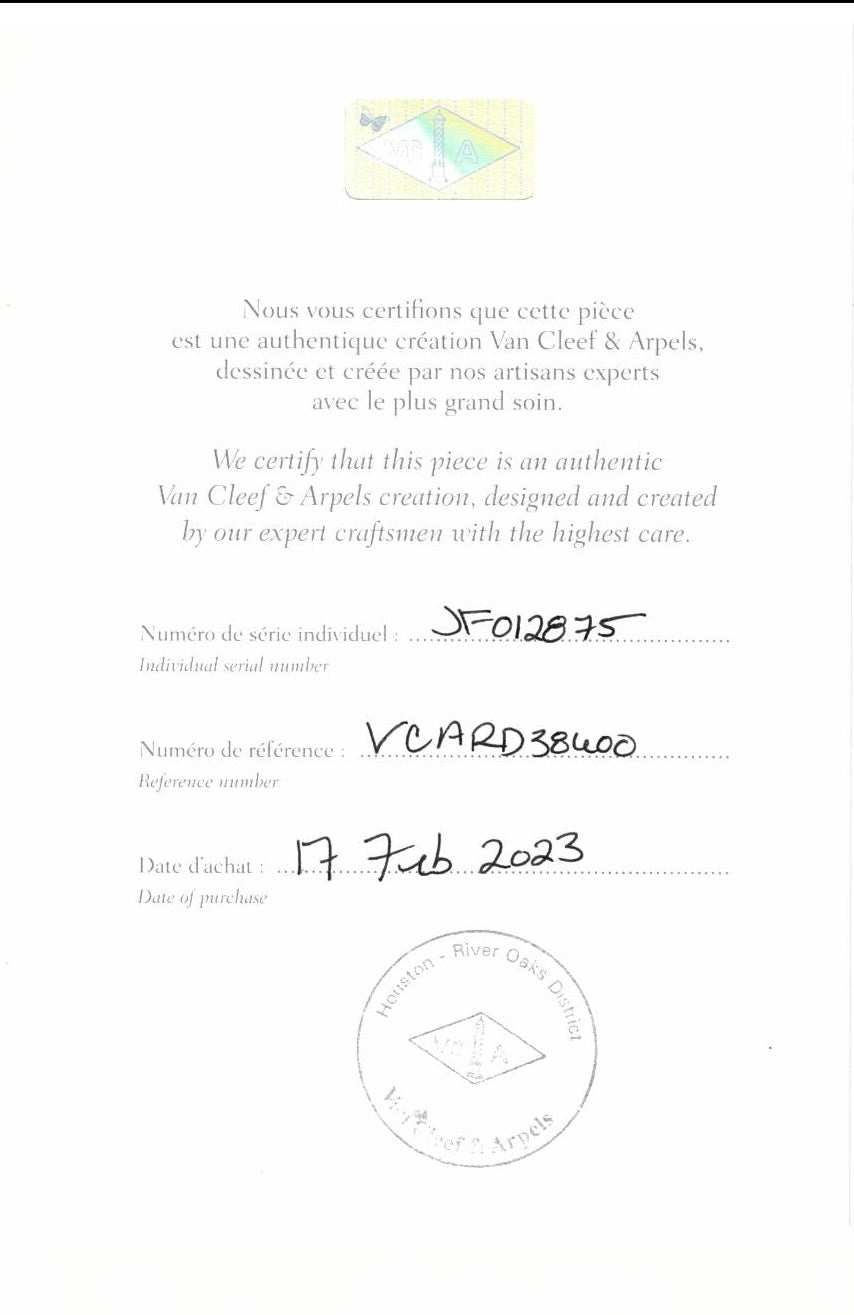 VC A
Nous vous certifions que cette pièce
est une authentique création Van Cleef & Arpels,
dessinée et créée par nos artisans experts
avec le plus grand soin.
We certify that this piece is an authentic
Van Cleef & Arpels creation, designed and created
by our expert craftsmen with the highest care.
Numéro de série individuel : JF012875
Individual serial number
Numéro de référence : VCARD38400
Reference number
Date d'achat : 17 Feb 2023
Date of purchase
Houston - River Oaks District
VC A
Van Cleef & Arpels